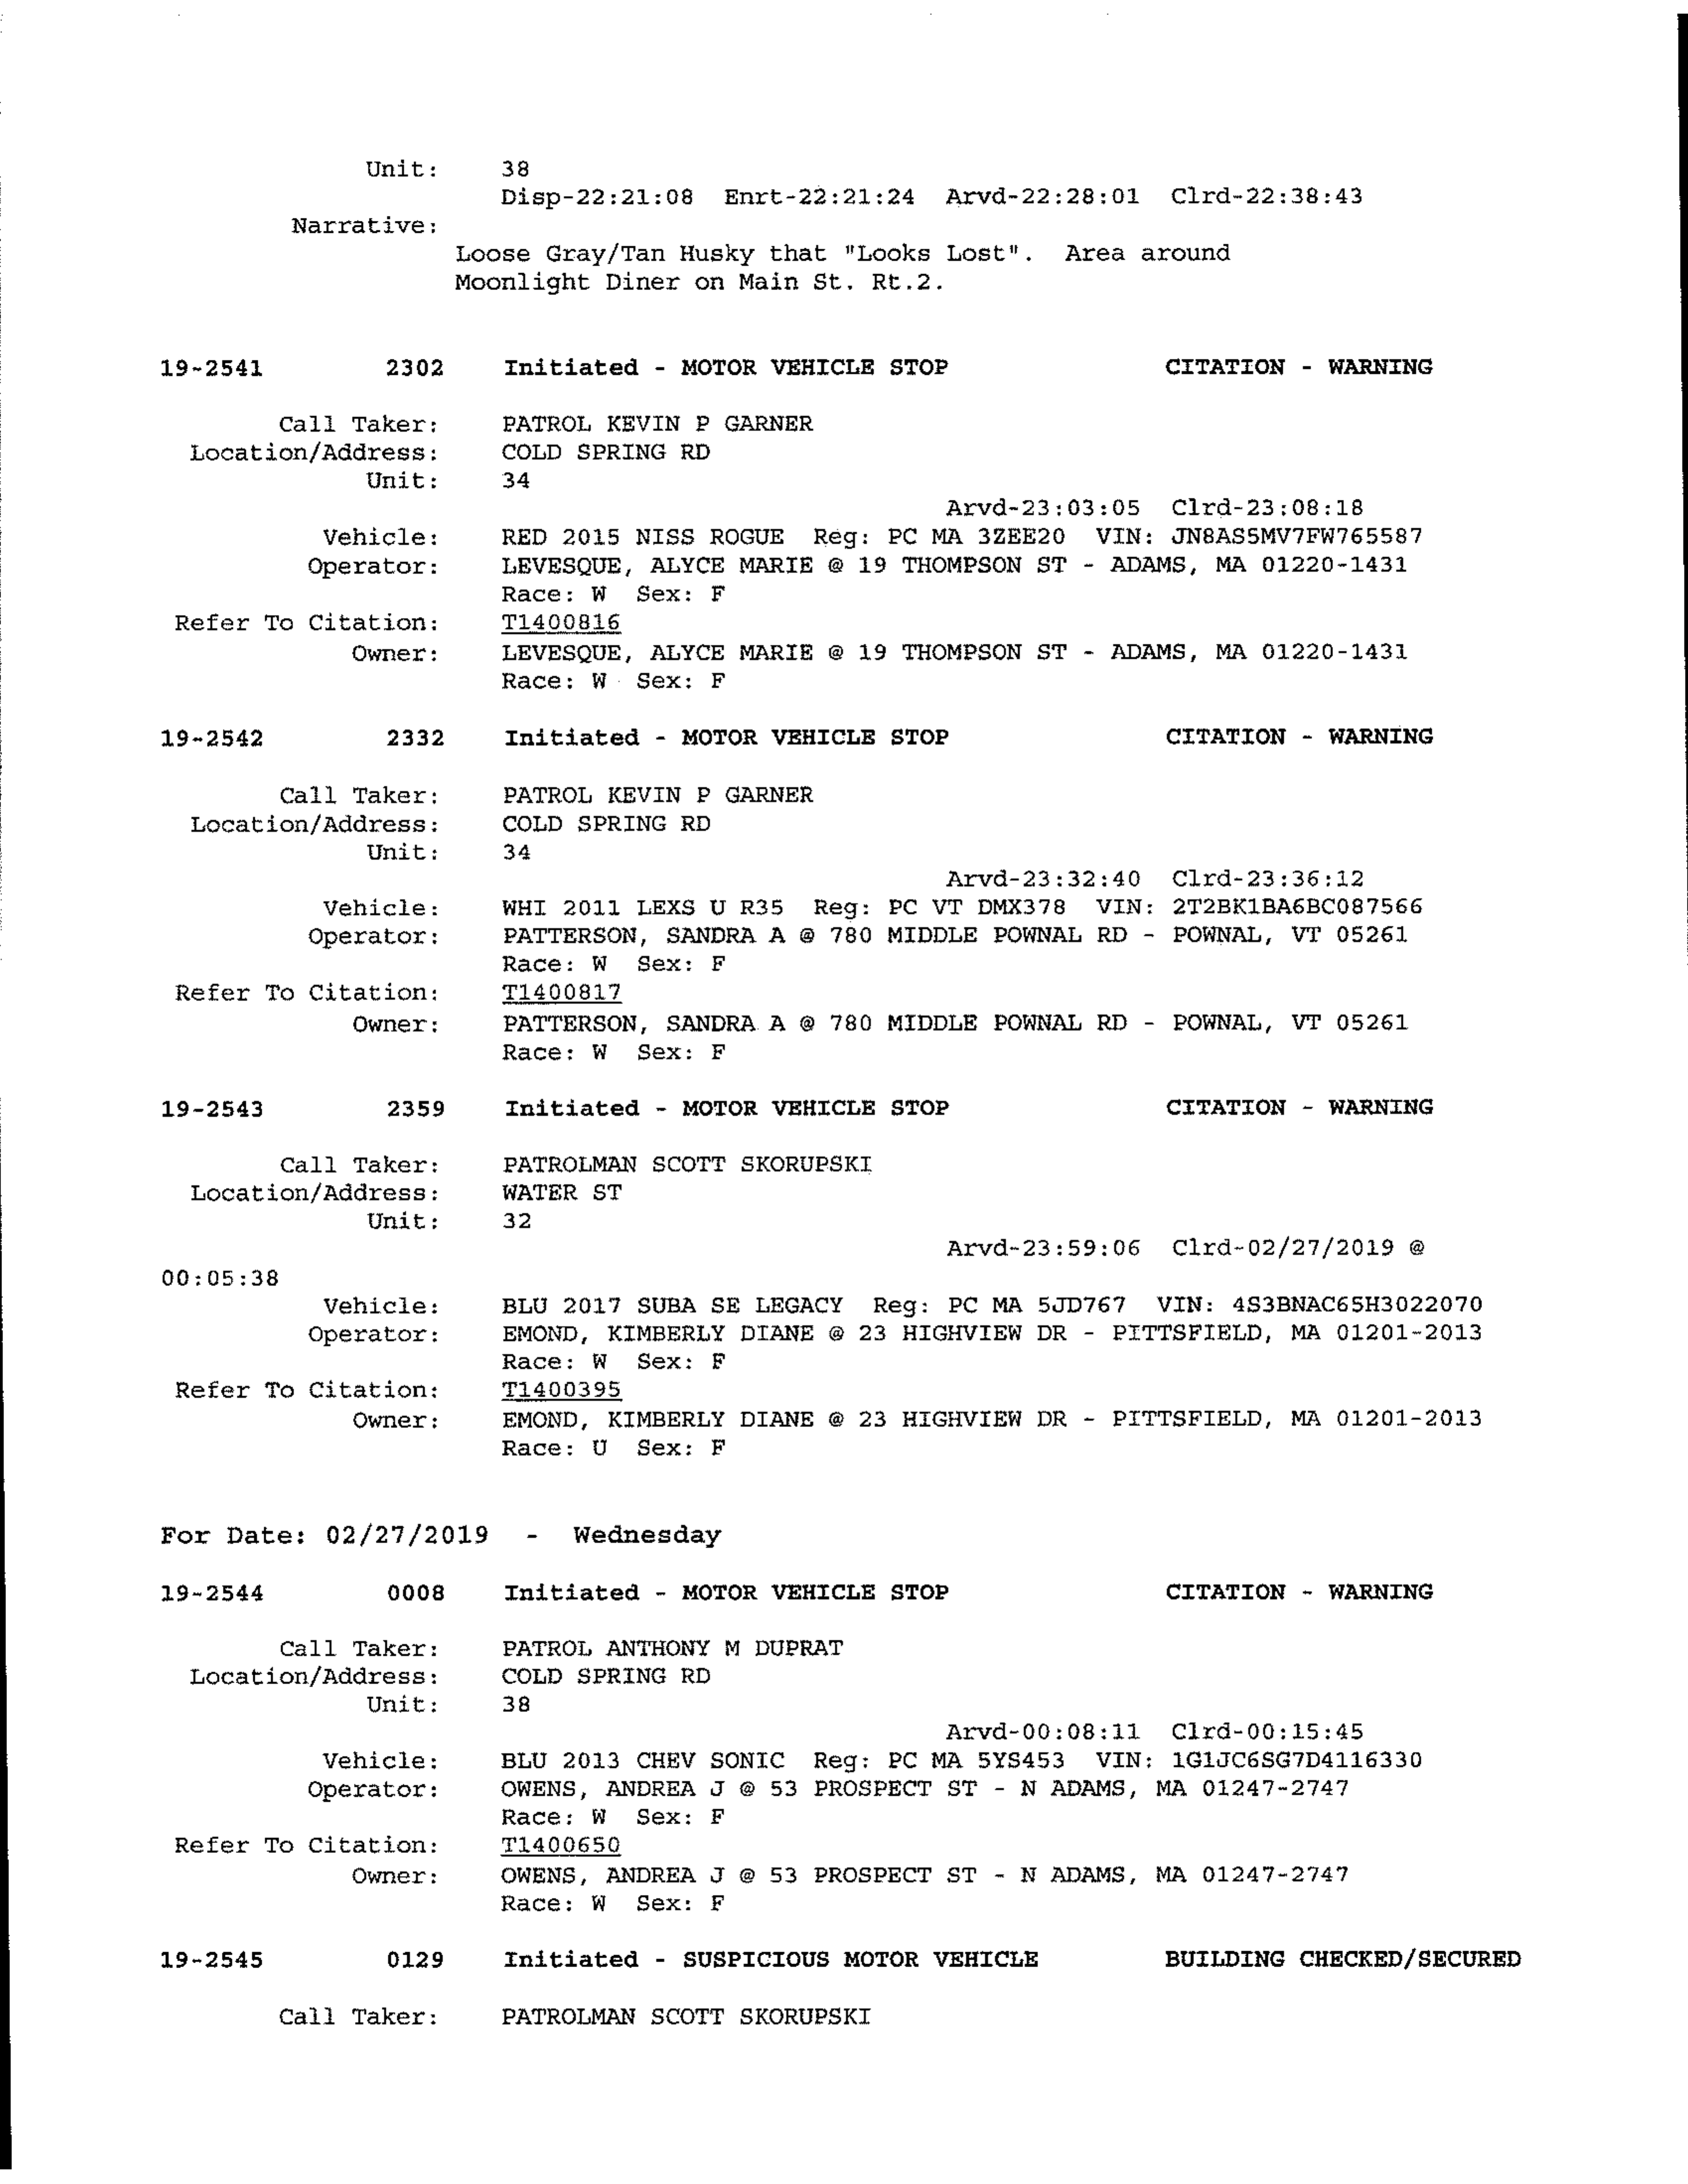 Unit: 38
Disp-22:21:08 Enrt-22:21:24 Arvd-22:28:01 Clrd-22:38:43
Narrative:
Loose Gray/Tan Husky that "Looks Lost". Area around
Moonlight Diner on Main St. Rt.2.
19-2541 2302 Initiated - MOTOR VEHICLE STOP CITATION - WARNING
Call Taker: PATROL KEVIN P GARNER
Location/Address: COLD SPRING RD
Unit: 34
Arvd-23:03:05 Clrd-23:08:18
Vehicle: RED 2015 NISS ROGUE Reg: PC MA 3ZEE20 VIN: JN8AS5MV7FW765587
Operator: LEVESQUE, ALYCE MARIE @ 19 THOMPSON ST - ADAMS, MA 01220-1431
Race: W Sex: F
Refer To Citation: T1400816
Owner: LEVESQUE, ALYCE MARIE @ 19 THOMPSON ST - ADAMS, MA 01220-1431
Race: W Sex: F
19-2542 2332 Initiated - MOTOR VEHICLE STOP CITATION - WARNING
Call Taker: PATROL KEVIN P GARNER
Location/Address: COLD SPRING RD
Unit: 34
Arvd-23:32:40 Clrd-23:36:12
Vehicle: WHI 2011 LEXS U R35 Reg: PC VT DMX378 VIN: 2T2BK1BA6BC087566
Operator: PATTERSON, SANDRA A @ 780 MIDDLE POWNAL RD - POWNAL, VT 05261
Race: W Sex: F
Refer To Citation: T1400817
Owner: PATTERSON, SANDRA A @ 780 MIDDLE POWNAL RD - POWNAL, VT 05261
Race: W Sex: F
19-2543 2359 Initiated - MOTOR VEHICLE STOP CITATION - WARNING
Call Taker: PATROLMAN SCOTT SKORUPSKI
Location/Address: WATER ST
Unit: 32
Arvd-23:59:06 Clrd-02/27/2019 @
00:05:38
Vehicle: BLU 2017 SUBA SE LEGACY Reg: PC MA 5JD767 VIN: 4S3BNAC65H3022070
Operator: EMOND, KIMBERLY DIANE @ 23 HIGHVIEW DR - PITTSFIELD, MA 01201-2013
Race: W Sex: F
Refer To Citation: T1400395
Owner: EMOND, KIMBERLY DIANE @ 23 HIGHVIEW DR - PITTSFIELD, MA 01201-2013
Race: U Sex: F
For Date: 02/27/2019 - Wednesday
19-2544 0008 Initiated - MOTOR VEHICLE STOP CITATION - WARNING
Call Taker: PATROL ANTHONY M DUPRAT
Location/Address: COLD SPRING RD
Unit: 38
Arvd-00:08:11 Clrd-00:15:45
Vehicle: BLU 2013 CHEV SONIC Reg: PC MA 5YS453 VIN: 1G1JC6SG7D4116330
Operator: OWENS, ANDREA J @ 53 PROSPECT ST - N ADAMS, MA 01247-2747
Race: W Sex: F
Refer To Citation: T1400650
Owner: OWENS, ANDREA J @ 53 PROSPECT ST - N ADAMS, MA 01247-2747
Race: W Sex: F
19-2545 0129 Initiated - SUSPICIOUS MOTOR VEHICLE BUILDING CHECKED/SECURED
Call Taker: PATROLMAN SCOTT SKORUPSKI